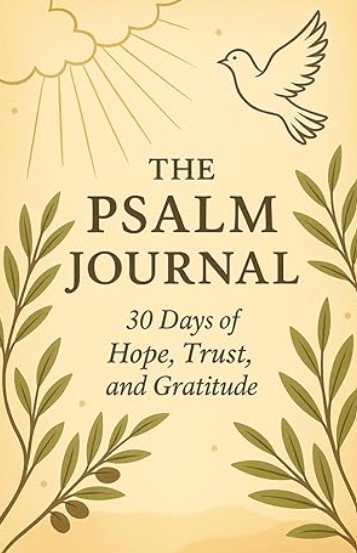 THE
PSALM
JOURNAL
30 Days of
Hope, Trust,
and Gratitude